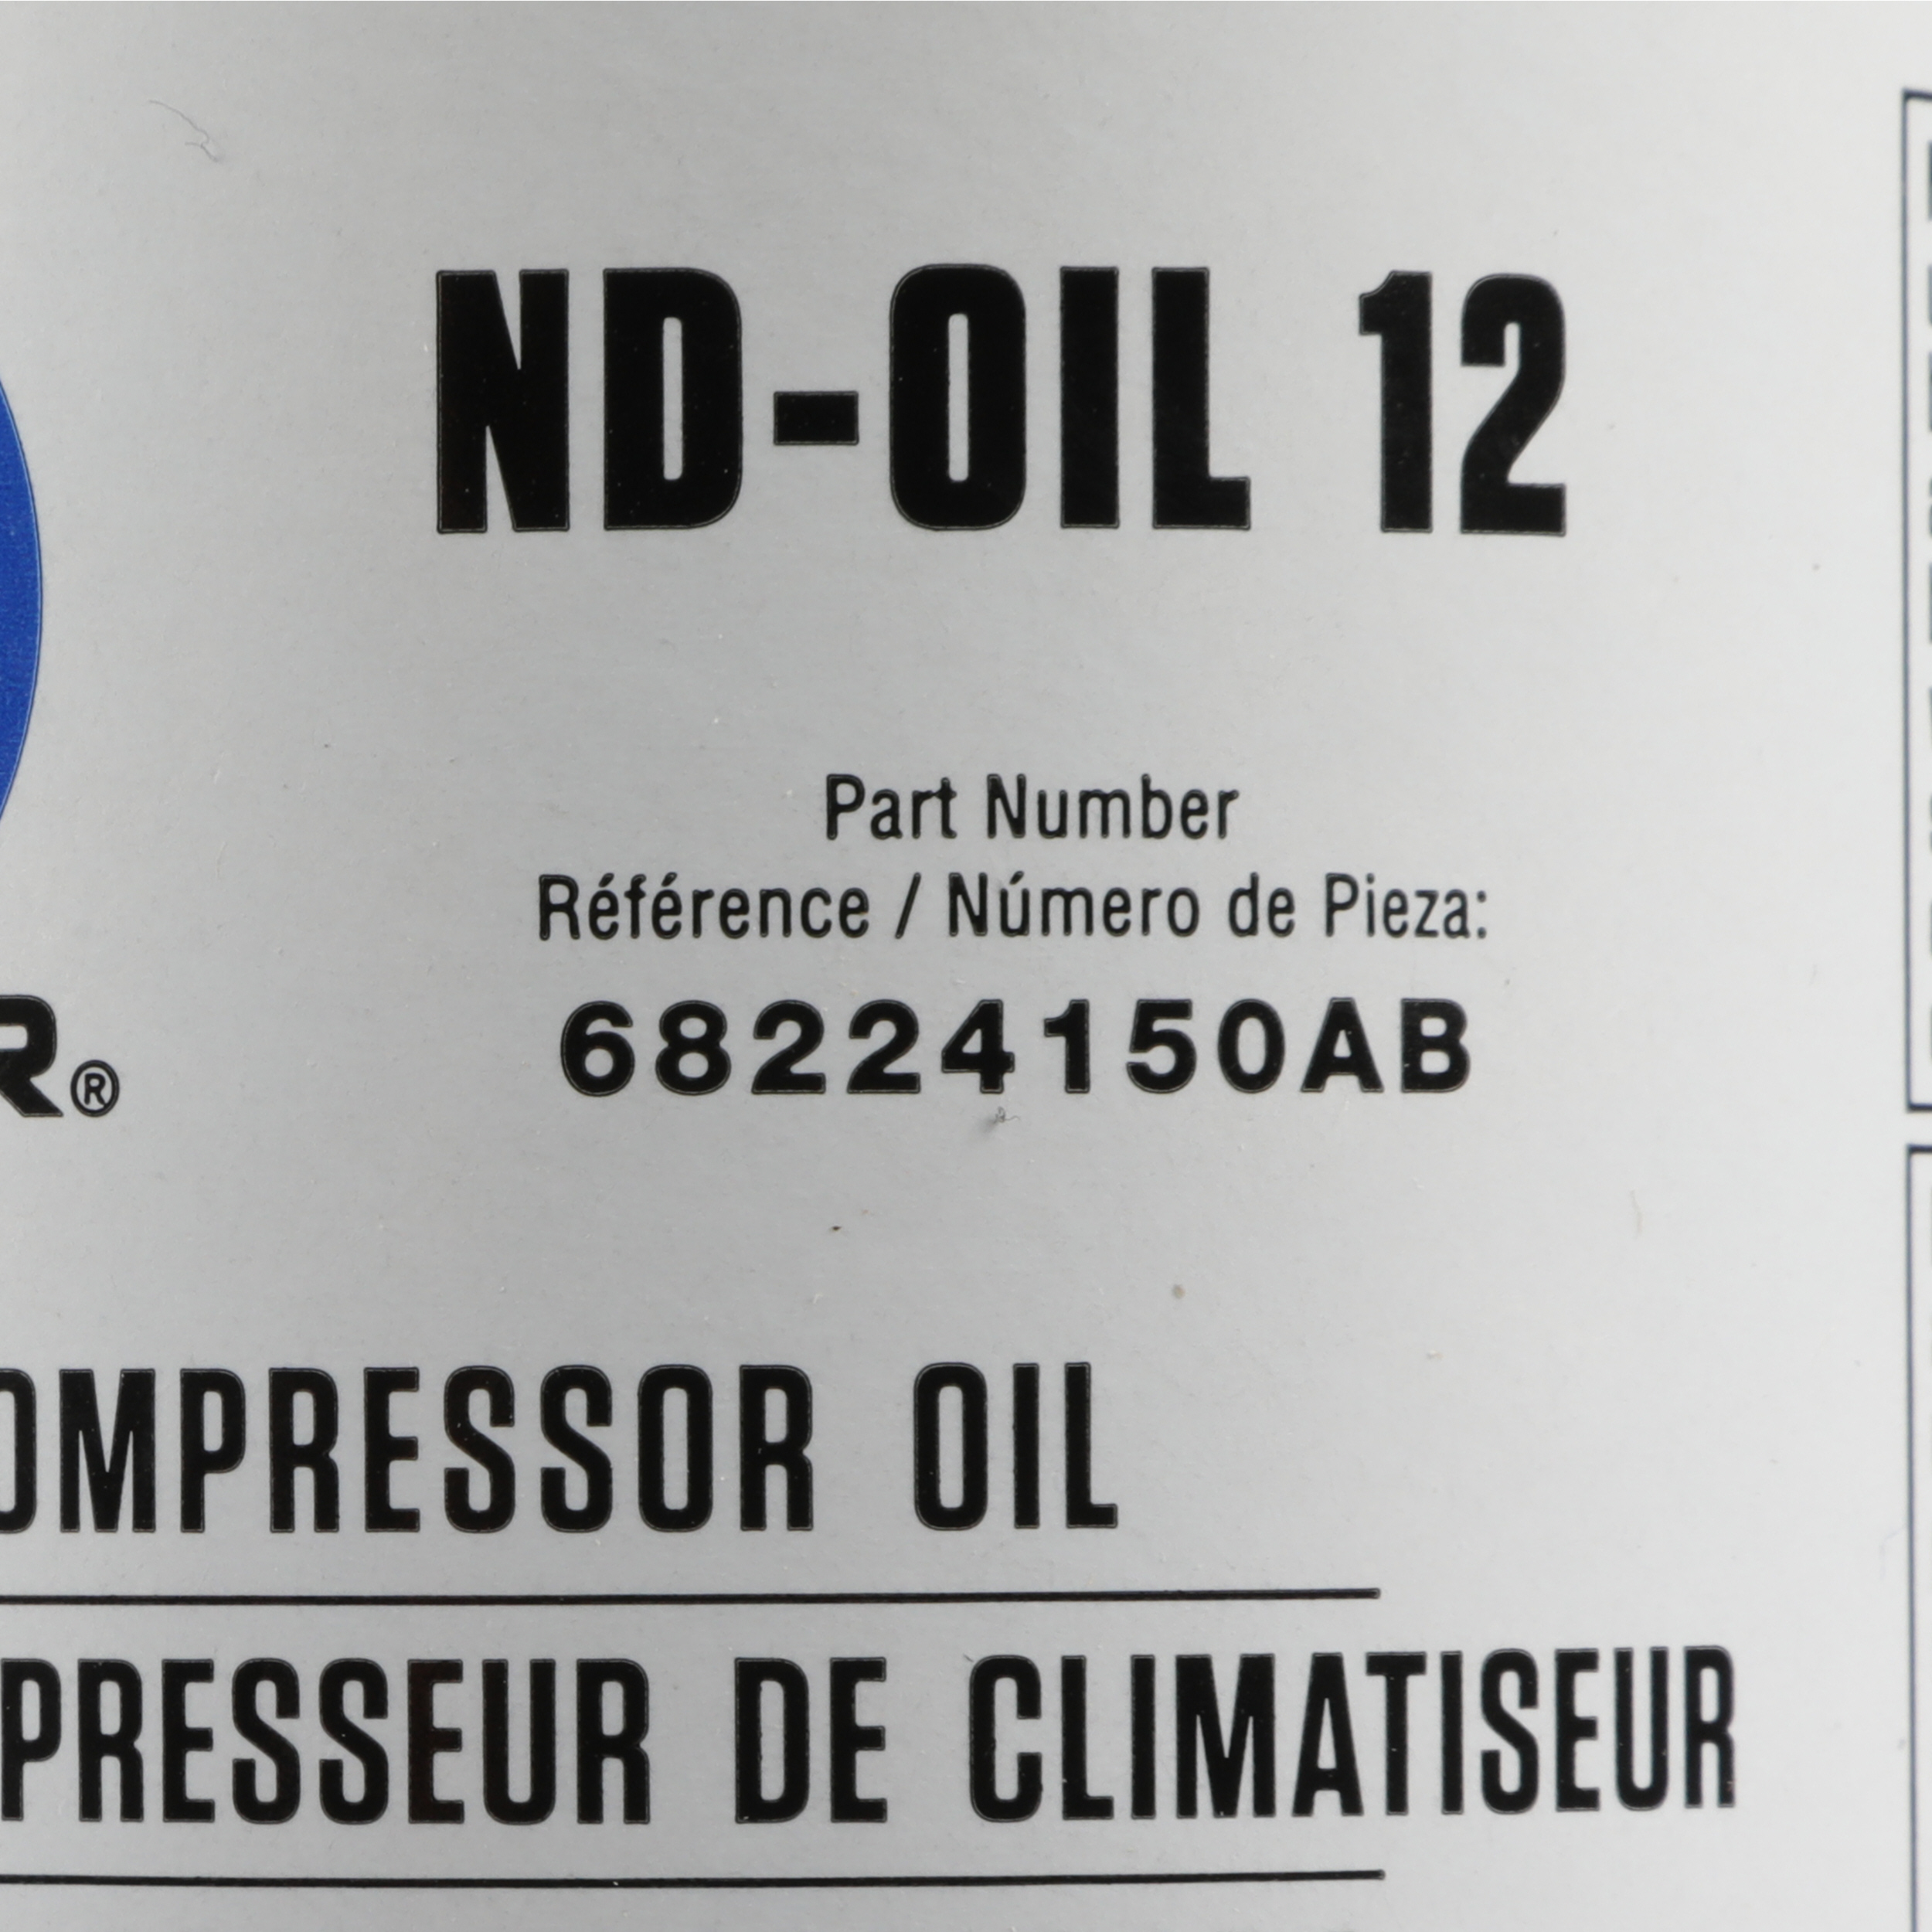 ND-OIL 12
Part Number
Référence / Número de Pieza:
68224150AB
R®
OMPRESSOR OIL
PRESSEUR DE CLIMATISEUR